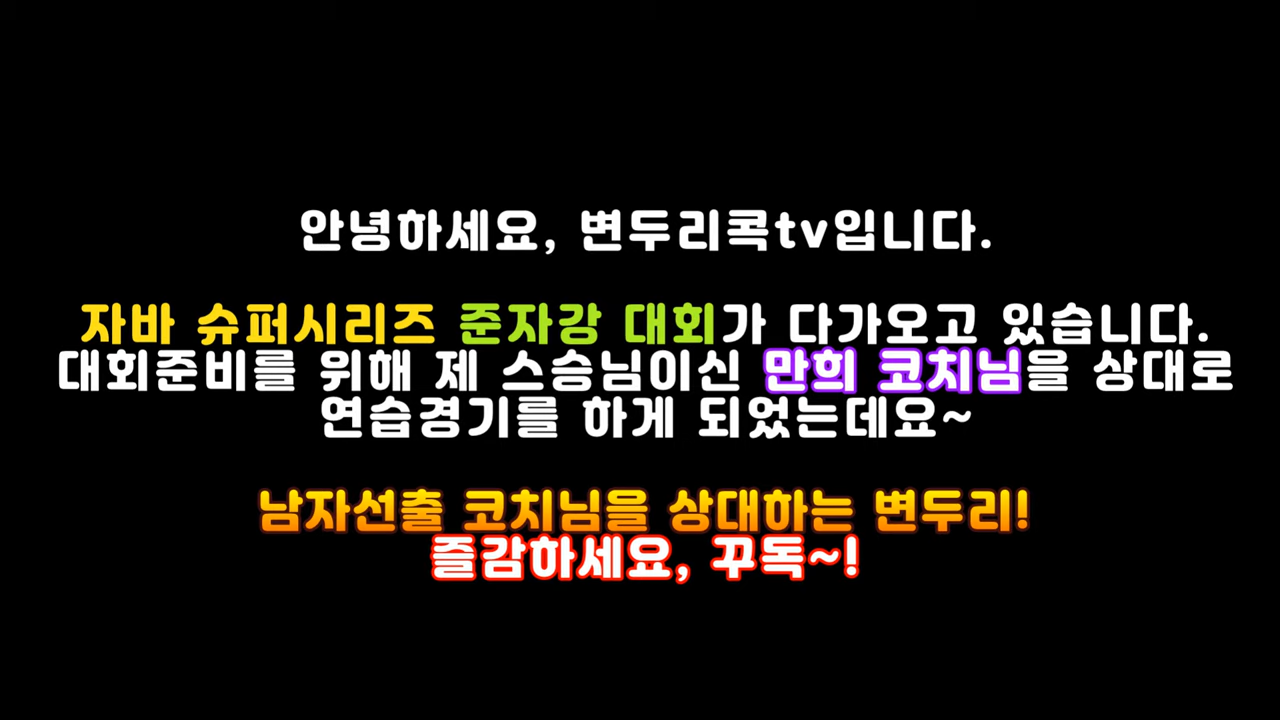 안녕하세요, 변두리콕tv입니다.
자바 슈퍼시리즈 준자강 대회가 다가오고 있습니다.
대회준비를 위해 제 스승님이신 만희 코치님을 상대로
연습경기를 하게 되었는데요~
남자선출 코치님을 상대하는 변두리!
즐감하세요, 꾸독~!